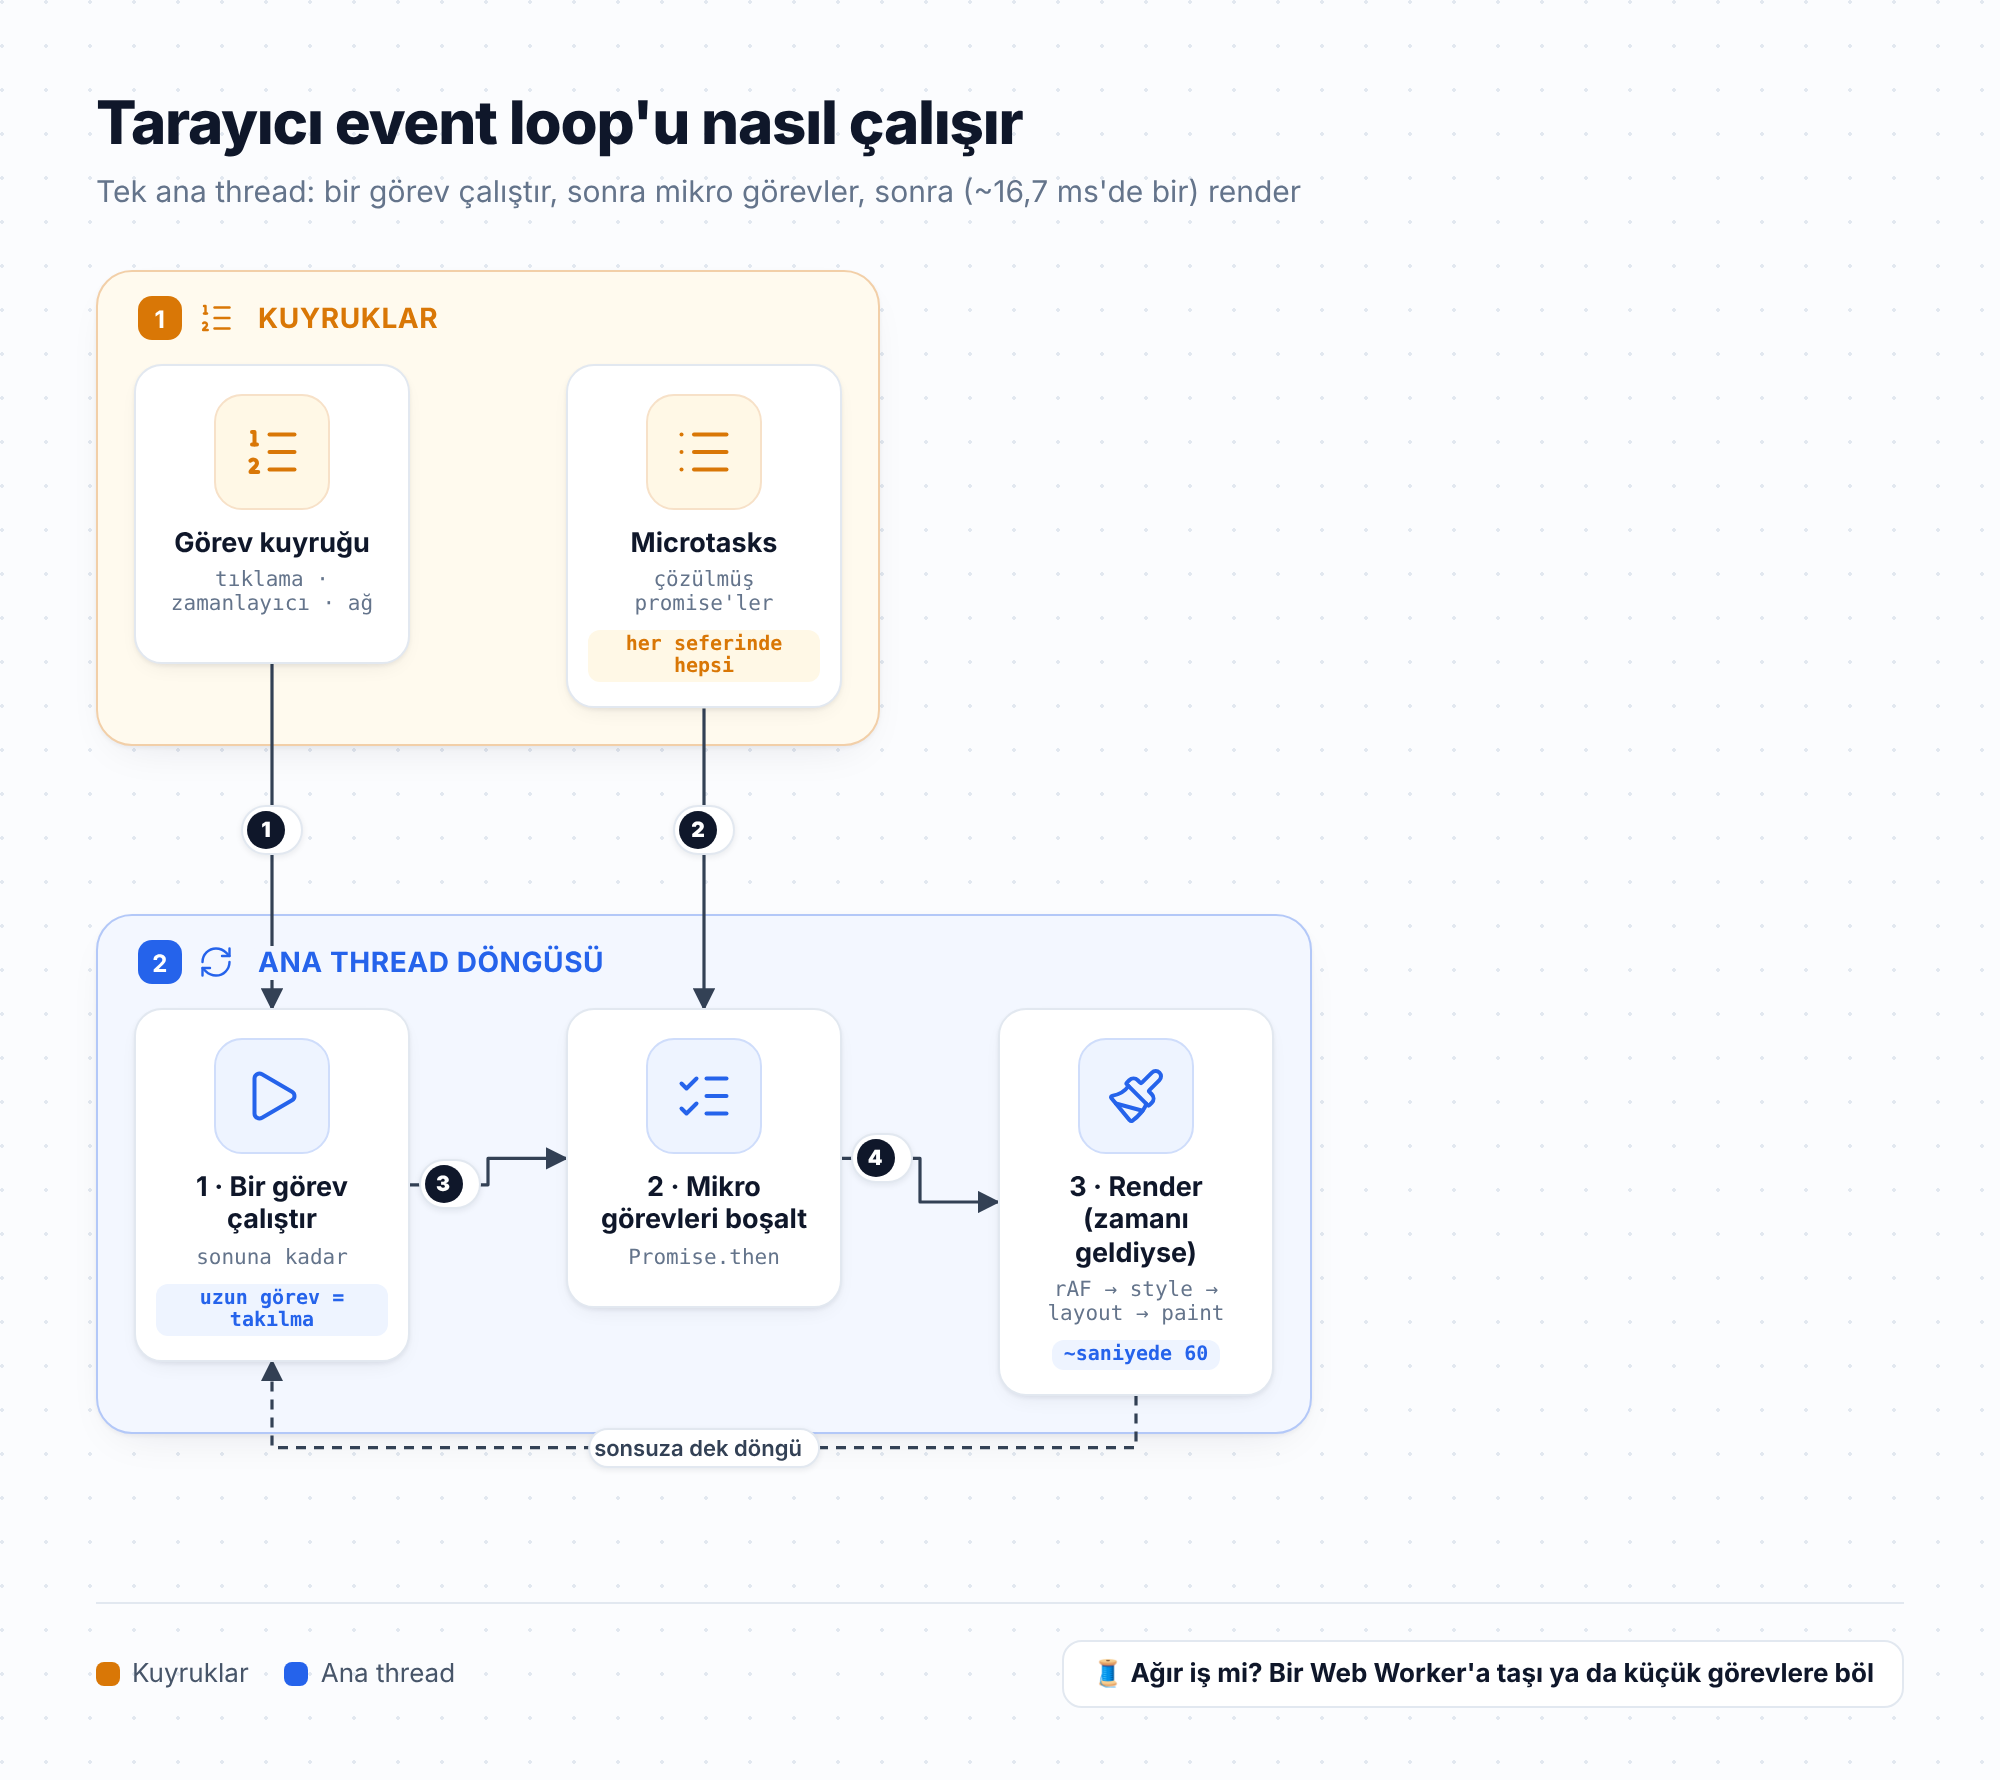 Tarayıcı event loop'u nasıl çalışır
Tek ana thread: bir görev çalıştır, sonra mikro görevler, sonra (~16,7 ms'de bir) render
1
1
2
KUYRUKLAR
1
2
Görev kuyruğu
tıklama ·
zamanlayıcı · ağ
Microtasks
çözülmüş
promise'ler
her seferinde
hepsi
1
2
2
ANA THREAD DÖNGÜSÜ
1 · Bir görev
çalıştır
sonuna kadar
uzun görev =
takılma
3
2 · Mikro
görevleri boşalt
Promise.then
4
3 · Render
(zamanı
geldiyse)
rAF → style →
layout → paint
~saniyede 60
sonsuza dek döngü
Kuyruklar
Ana thread
🧵 Ağır iş mi? Bir Web Worker'a taşı ya da küçük görevlere böl